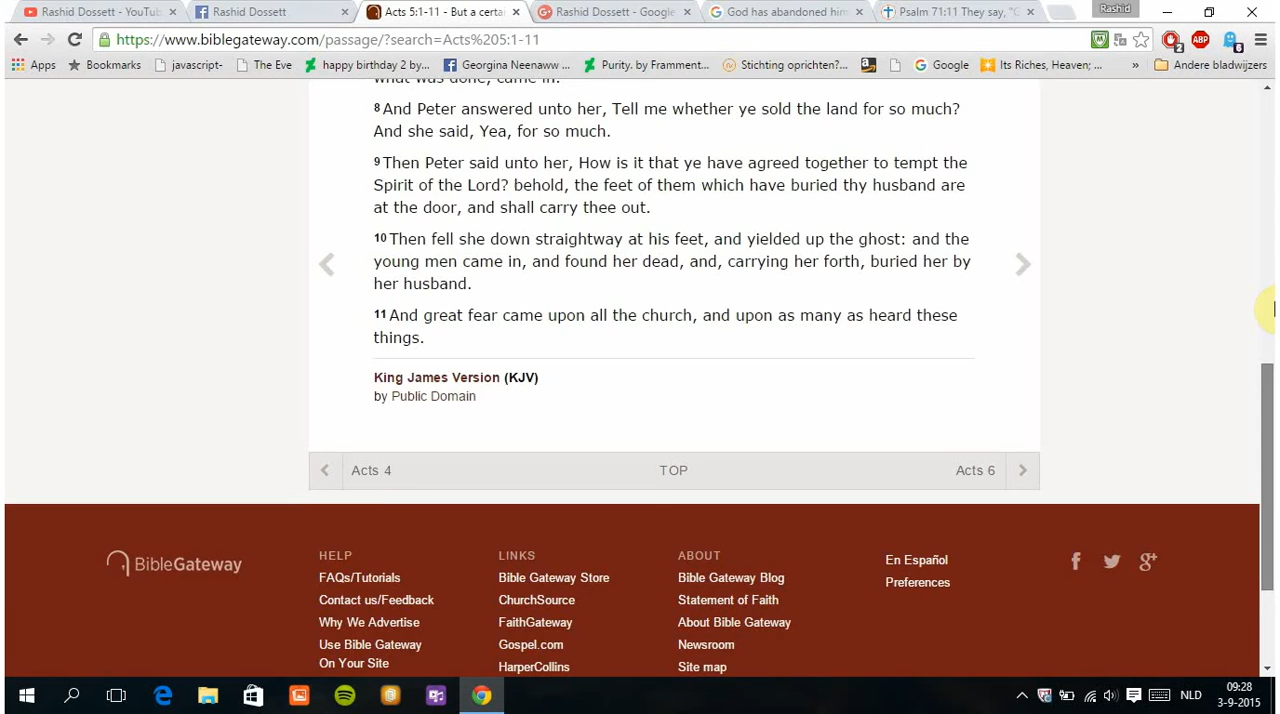 Rashid Dossett - YouTub
Rashid Dossett
Acts 5:1-11 - But a certai
Rashid Dossett - Google
God has abandoned him
Psalm 71:11 They say, "G
Rashid
https://www.biblegateway.com/passage/?search=Acts%205:1-11
2
ABP
6
Apps
Bookmarks
javascript-
The Eve
happy birthday 2 by...
Georgina Neenaww ...
Purity. by Framment...
Stichting oprichten?...
Google
Its Riches, Heaven; ...
»
Andere bladwijzers
what was done, came in.
8 And Peter answered unto her, Tell me whether ye sold the land for so much?
And she said, Yea, for so much.
9 Then Peter said unto her, How is it that ye have agreed together to tempt the
Spirit of the Lord? behold, the feet of them which have buried thy husband are
at the door, and shall carry thee out.
10 Then fell she down straightway at his feet, and yielded up the ghost: and the
young men came in, and found her dead, and, carrying her forth, buried her by
her husband.
11 And great fear came upon all the church, and upon as many as heard these
things.
King James Version (KJV)
by Public Domain
Acts 4
TOP
Acts 6
BibleGateway
HELP
FAQs/Tutorials
Contact us/Feedback
Why We Advertise
Use Bible Gateway
On Your Site
LINKS
Bible Gateway Store
ChurchSource
FaithGateway
Gospel.com
HarperCollins
ABOUT
Bible Gateway Blog
Statement of Faith
About Bible Gateway
Newsroom
Site map
En Español
Preferences
NLD
09:28
3-9-2015